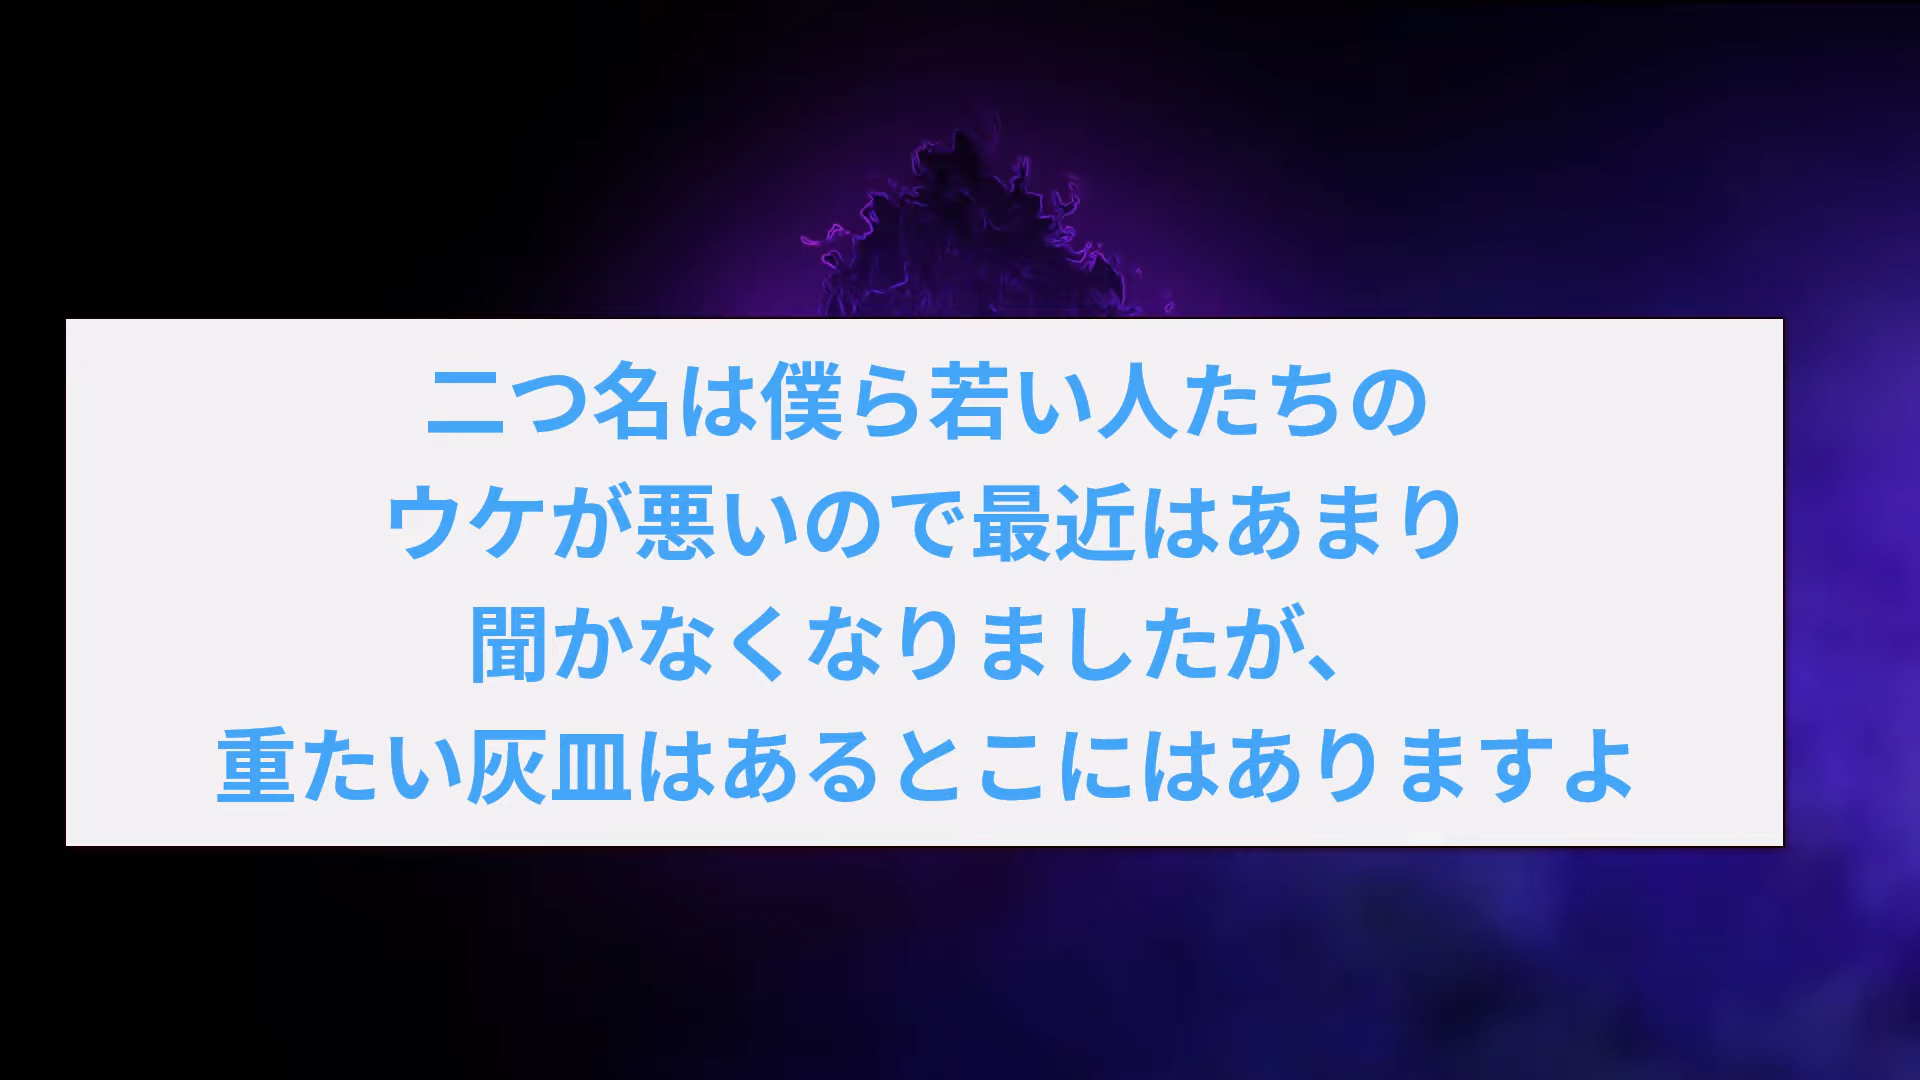 二つ名は僕ら若い人たちの
ウケが悪いので最近はあまり
聞かなくなりましたが、
重たい灰皿はあるとこにはありますよ